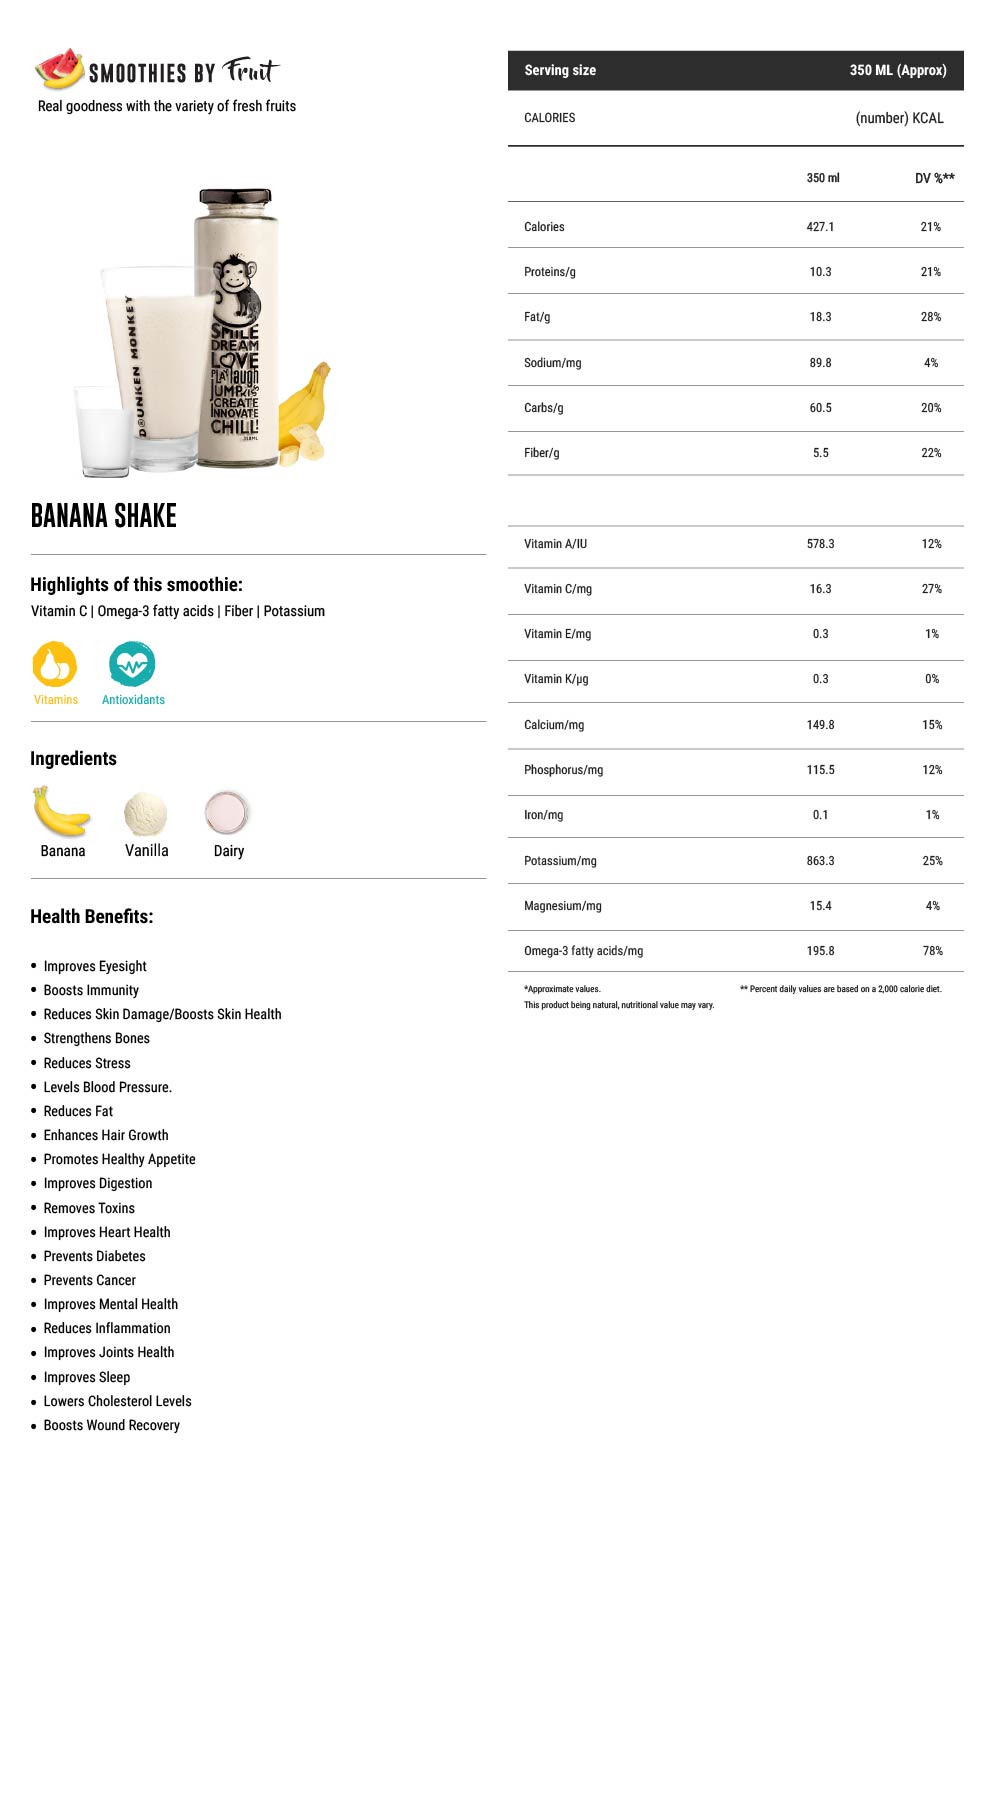 SMOOTHIES BY Fruit
Real goodness with the variety of fresh fruits
DRUNKEN MONKEY
SMILE
DREAM
LOVE
PLAY laugh
JUMP KISS
CREATE
INNOVATE
CHILL!
350ML
BANANA SHAKE
Highlights of this smoothie:
Vitamin C | Omega-3 fatty acids | Fiber | Potassium
Vitamins Antioxidants
Ingredients
Banana Vanilla Dairy
Health Benefits:
• Improves Eyesight
• Boosts Immunity
• Reduces Skin Damage/Boosts Skin Health
• Strengthens Bones
• Reduces Stress
• Levels Blood Pressure.
• Reduces Fat
• Enhances Hair Growth
• Promotes Healthy Appetite
• Improves Digestion
• Removes Toxins
• Improves Heart Health
• Prevents Diabetes
• Prevents Cancer
• Improves Mental Health
• Reduces Inflammation
• Improves Joints Health
• Improves Sleep
• Lowers Cholesterol Levels
• Boosts Wound Recovery
Serving size 350 ML (Approx)
CALORIES (number) KCAL
350 ml DV %**
Calories 427.1 21%
Proteins/g 10.3 21%
Fat/g 18.3 28%
Sodium/mg 89.8 4%
Carbs/g 60.5 20%
Fiber/g 5.5 22%
Vitamin A/IU 578.3 12%
Vitamin C/mg 16.3 27%
Vitamin E/mg 0.3 1%
Vitamin K/μg 0.3 0%
Calcium/mg 149.8 15%
Phosphorus/mg 115.5 12%
Iron/mg 0.1 1%
Potassium/mg 863.3 25%
Magnesium/mg 15.4 4%
Omega-3 fatty acids/mg 195.8 78%
*Approximate values. ** Percent daily values are based on a 2,000 calorie diet.
This product being natural, nutritional value may vary.